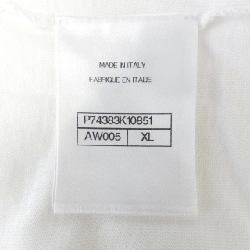 MADE IN ITALY
FABRIQUE EN ITALIE
P74383K10851
AW005 XL